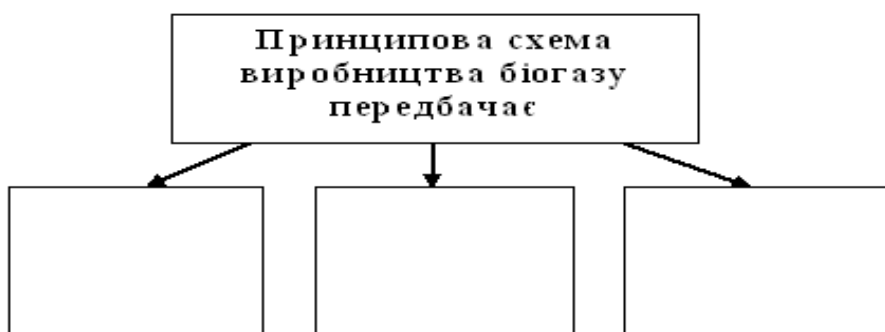 Принципова схема
виробництва біогазу
передбачає